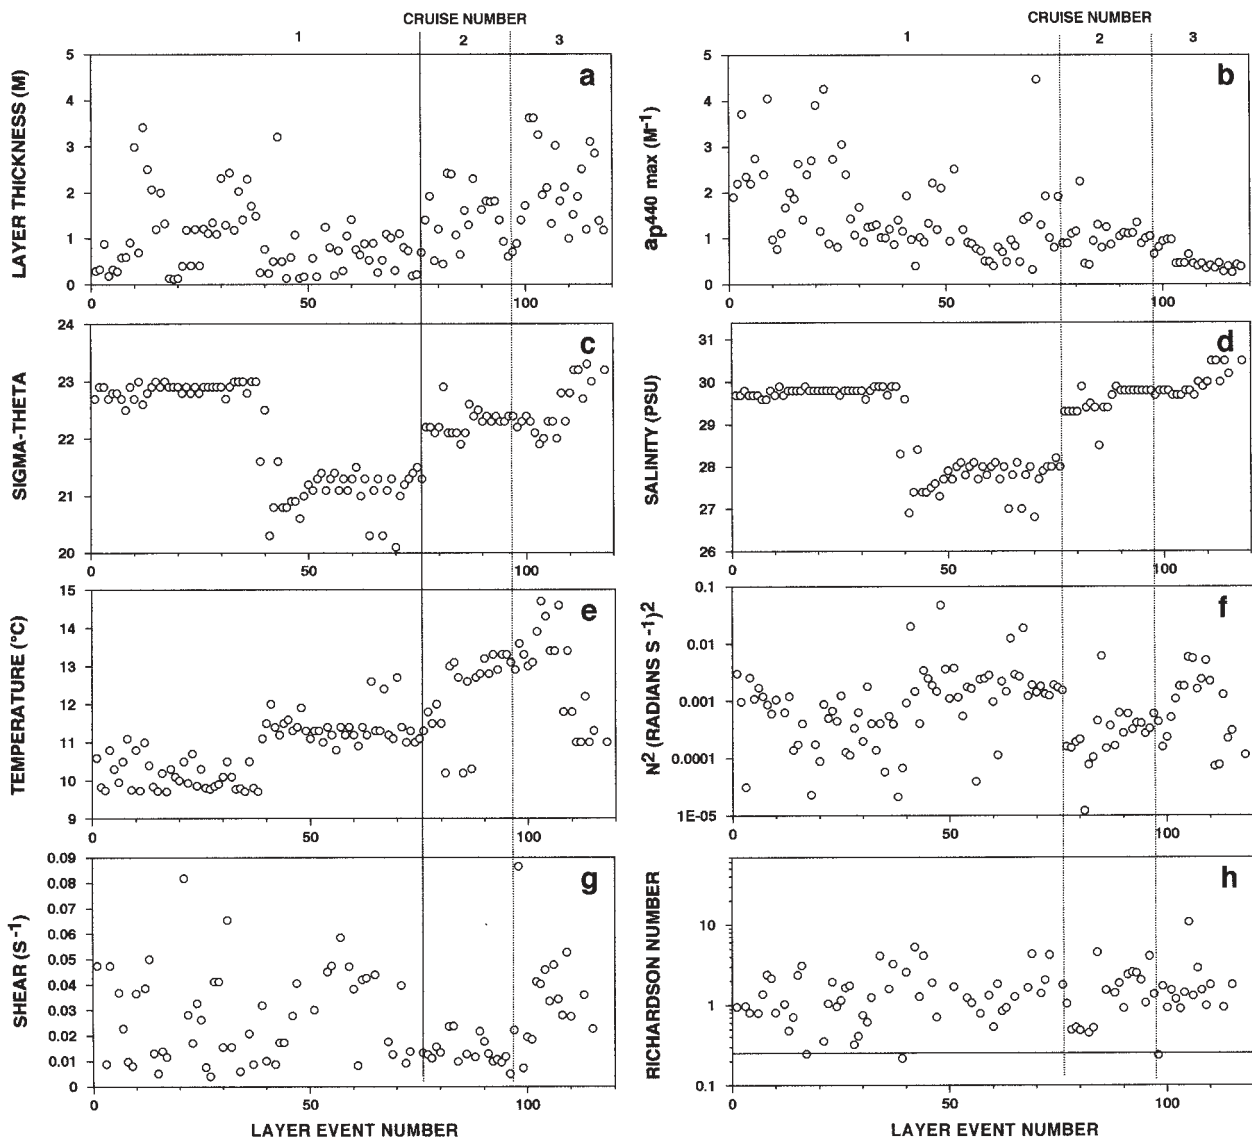 CRUISE NUMBER
1 2 3
5
4
3
2
1
0
0 50 100
LAYER THICKNESS (M)
a
CRUISE NUMBER
1 2 3
5
4
3
2
1
0
0 50 100
ap440 max (M-1)
b
24
23
22
21
20
0 50 100
SIGMA-THETA
c
31
30
29
28
27
26
0 50 100
SALINITY (PSU)
d
15
14
13
12
11
10
9
0 50 100
TEMPERATURE (°C)
e
0.1
0.01
0.001
0.0001
1E-05
0 50 100
N2 (RADIANS S -1)2
f
0.09
0.08
0.07
0.06
0.05
0.04
0.03
0.02
0.01
0
0 50 100
SHEAR (S-1)
g
LAYER EVENT NUMBER
10
1
0.1
0 50 100
RICHARDSON NUMBER
h
LAYER EVENT NUMBER